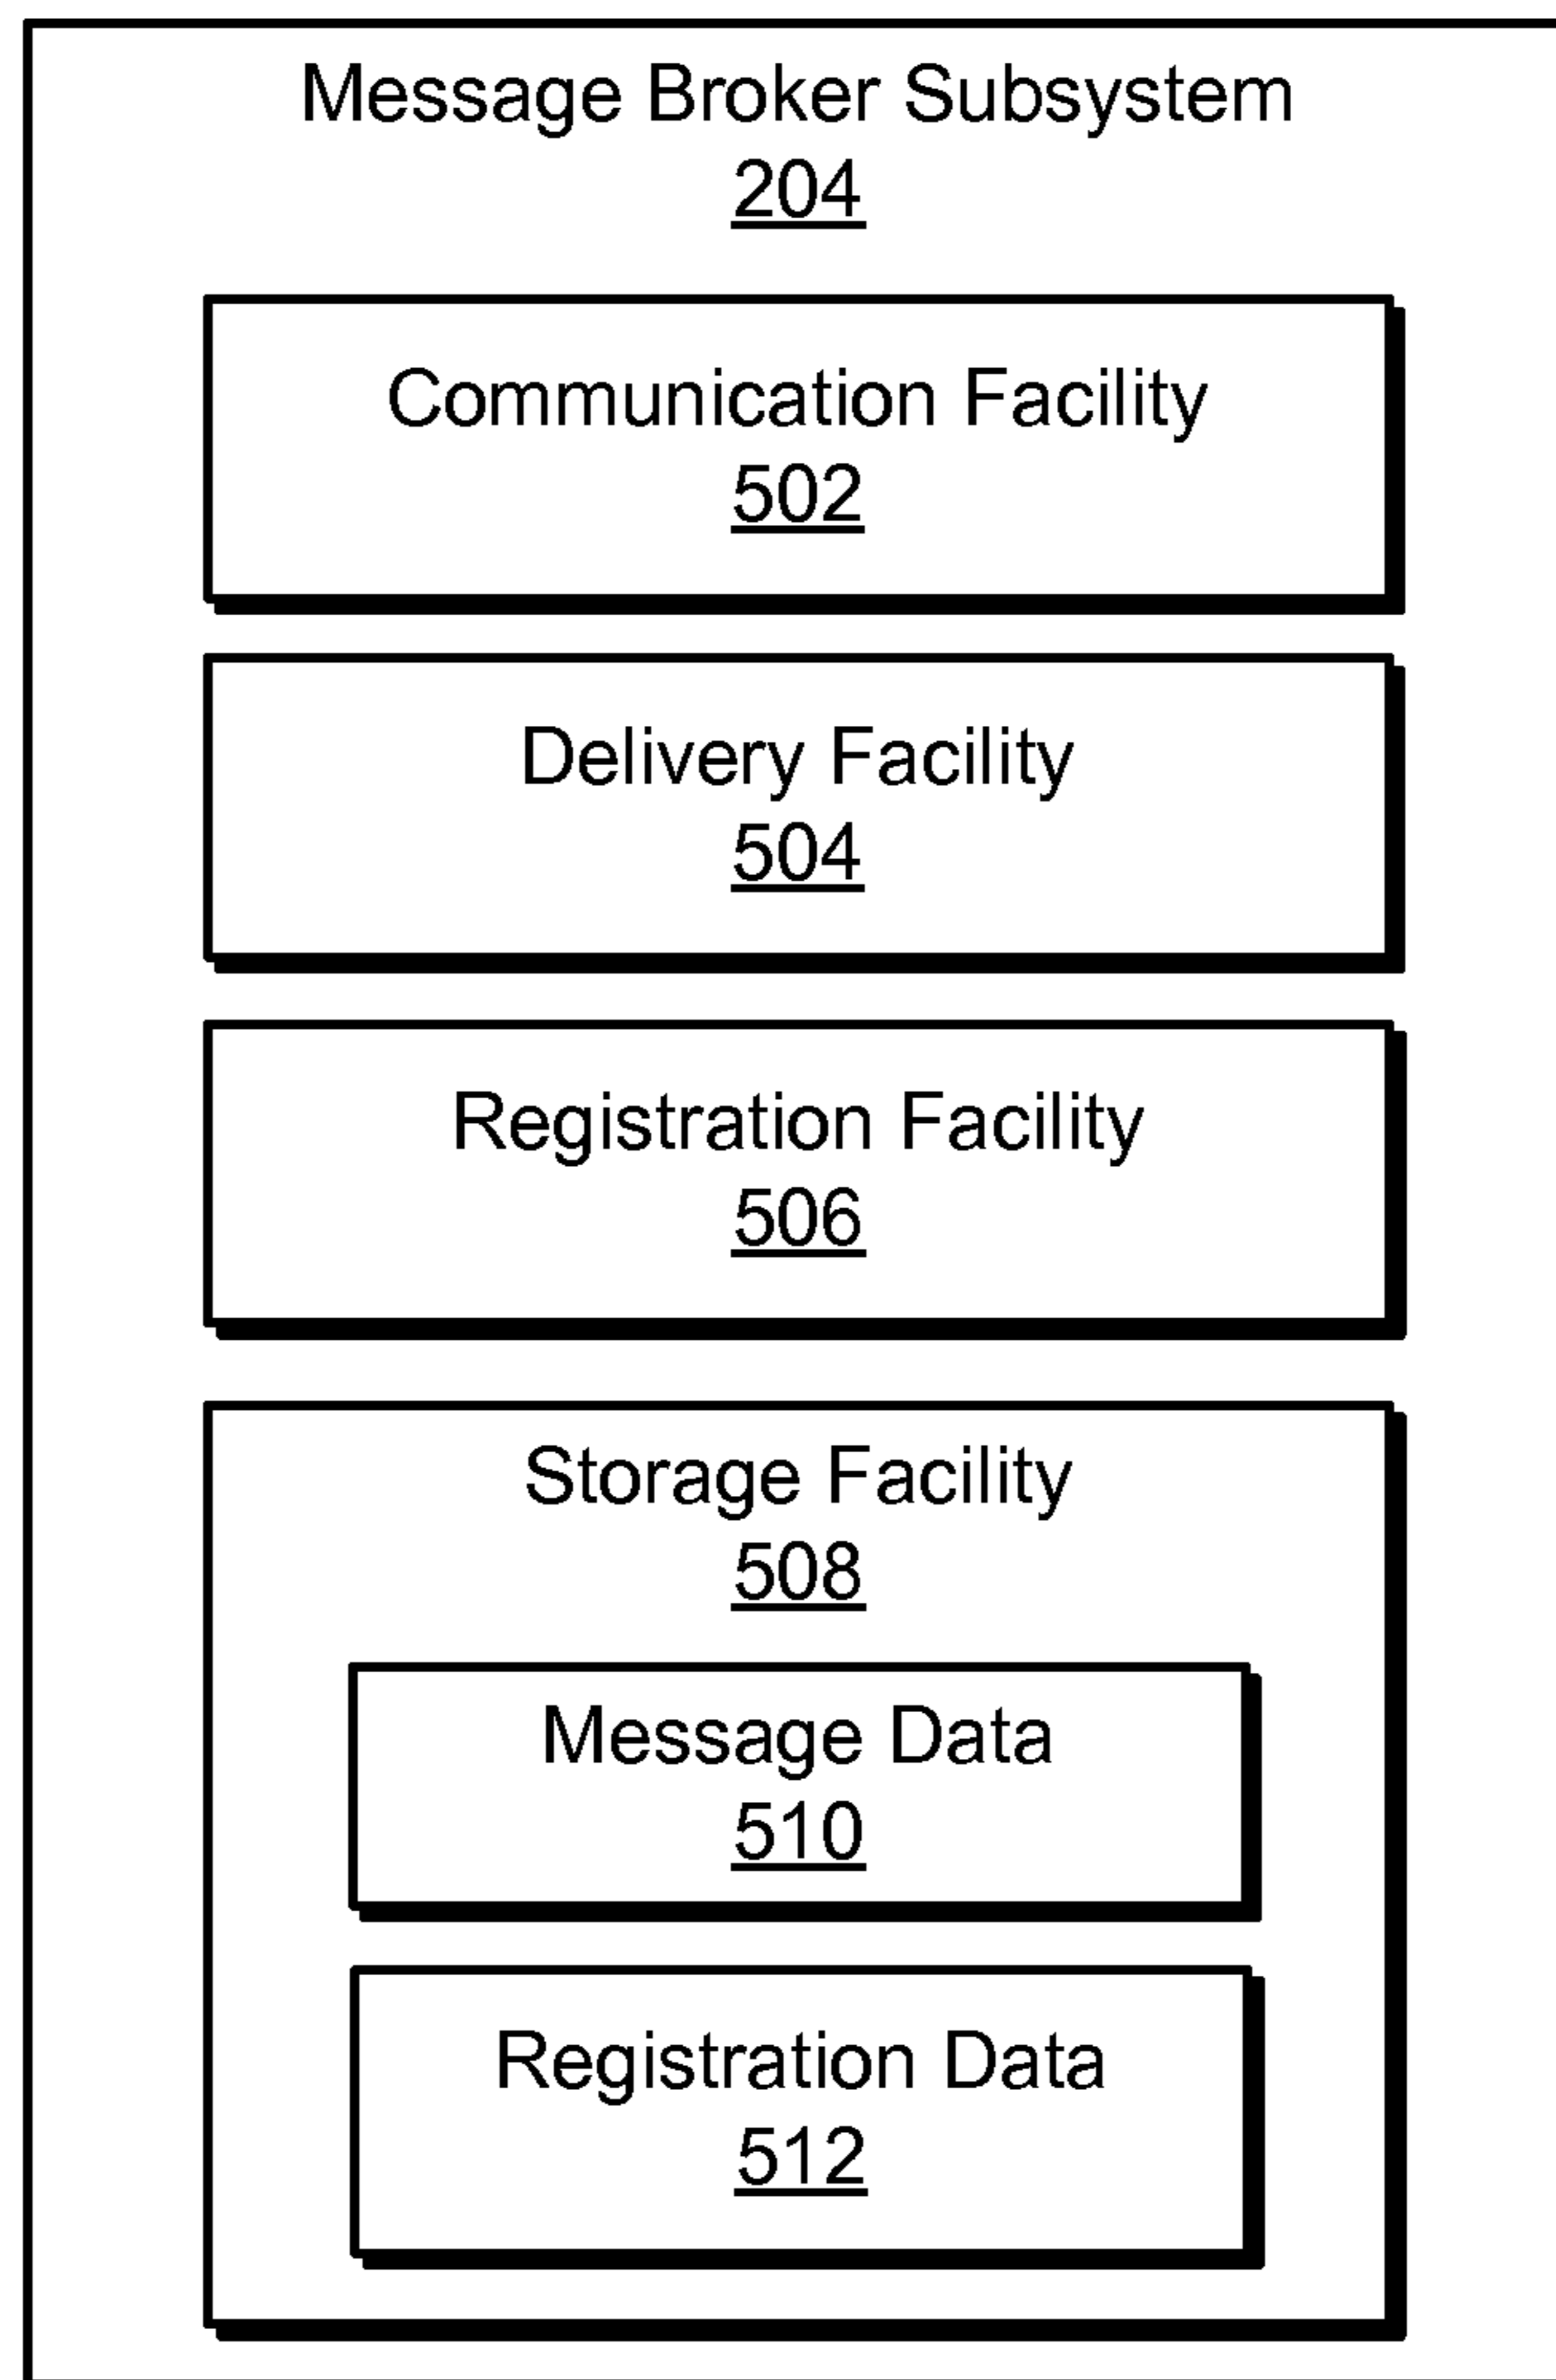 Message Broker Subsystem
204
Communication Facility
502
Delivery Facility
504
Registration Facility
506
Storage Facility
508
Message Data
510
Registration Data
512